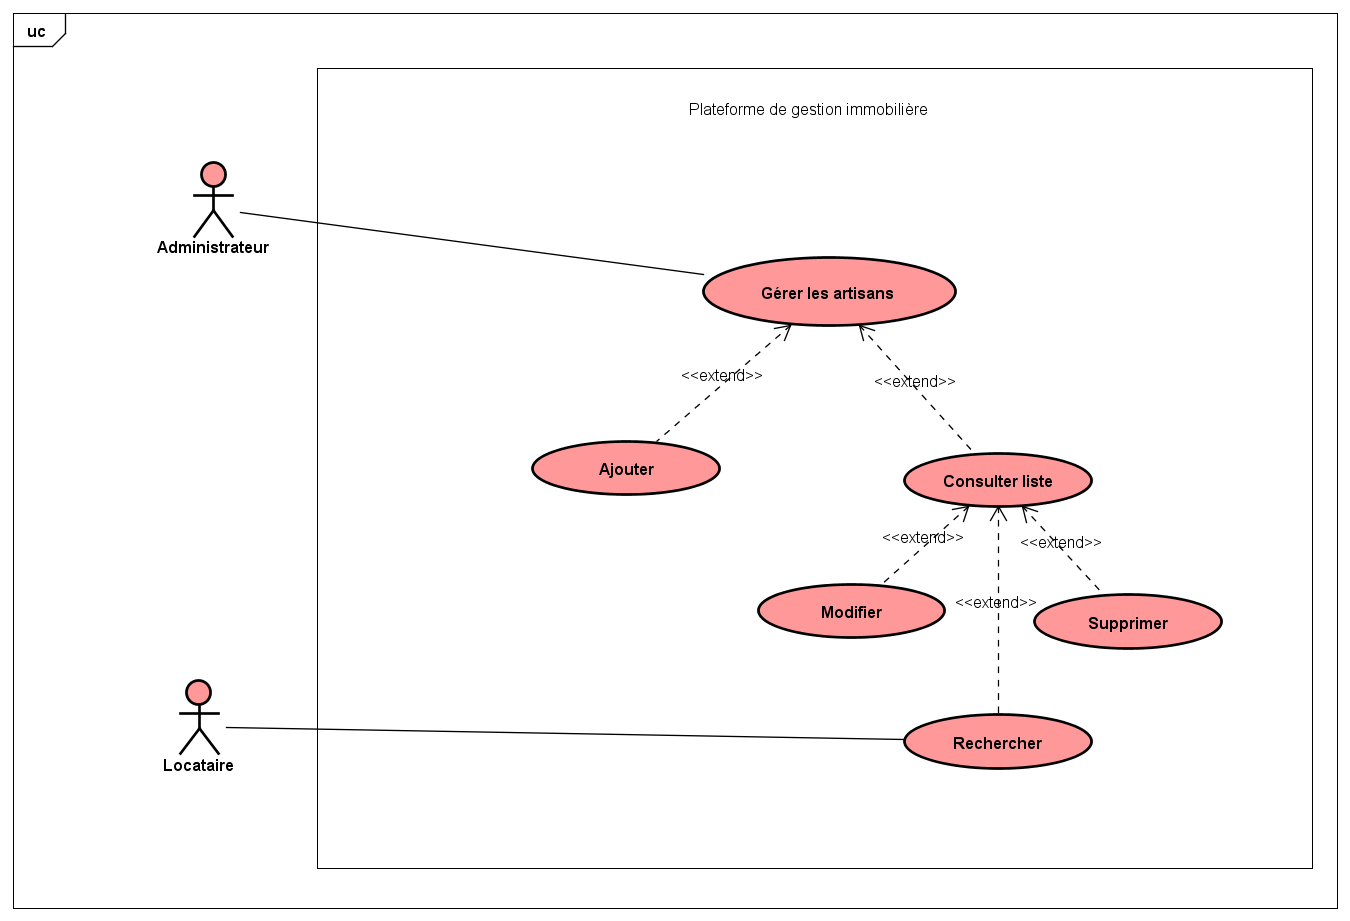 uc
Plateforme de gestion immobilière
Administrateur
Gérer les artisans
<<extend>>
<<extend>>
Ajouter
Consulter liste
<<extend>>
<<extend>>
<<extend>>
Modifier
Supprimer
Locataire
Rechercher